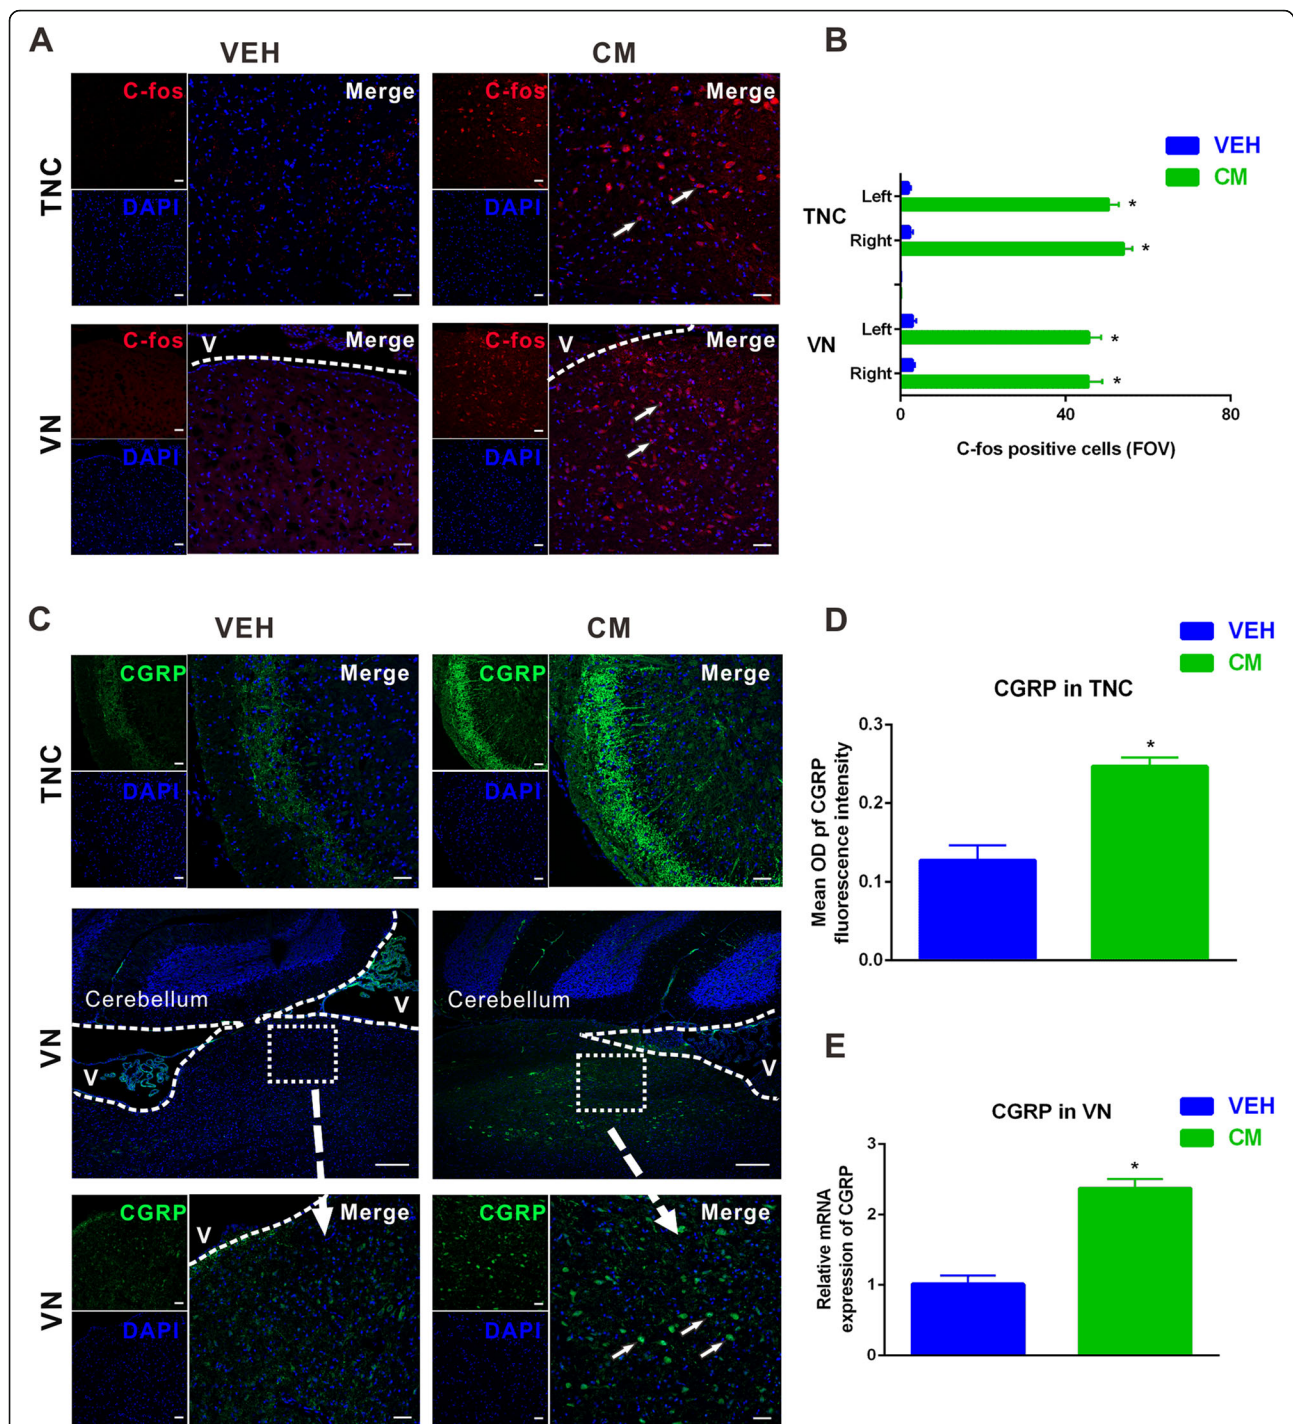 A
VEH
CM
TNC
C-fos
Merge
C-fos
Merge
DAPI
DAPI
VN
C-fos
V
Merge
C-fos
V
Merge
DAPI
DAPI
B
VEH
CM
TNC
Left
Right
VN
Left
Right
*
*
*
*
0
40
80
C-fos positive cells (FOV)
C
VEH
CM
TNC
CGRP
Merge
CGRP
Merge
DAPI
DAPI
VN
Cerebellum
V
V
Cerebellum
V
VN
CGRP
V
Merge
CGRP
Merge
DAPI
DAPI
D
VEH
CM
CGRP in TNC
Mean OD pf CGRP
fluorescence intensity
0.3
0.2
0.1
0.0
*
E
VEH
CM
CGRP in VN
Relative mRNA
expression of CGRP
3
2
1
0
*